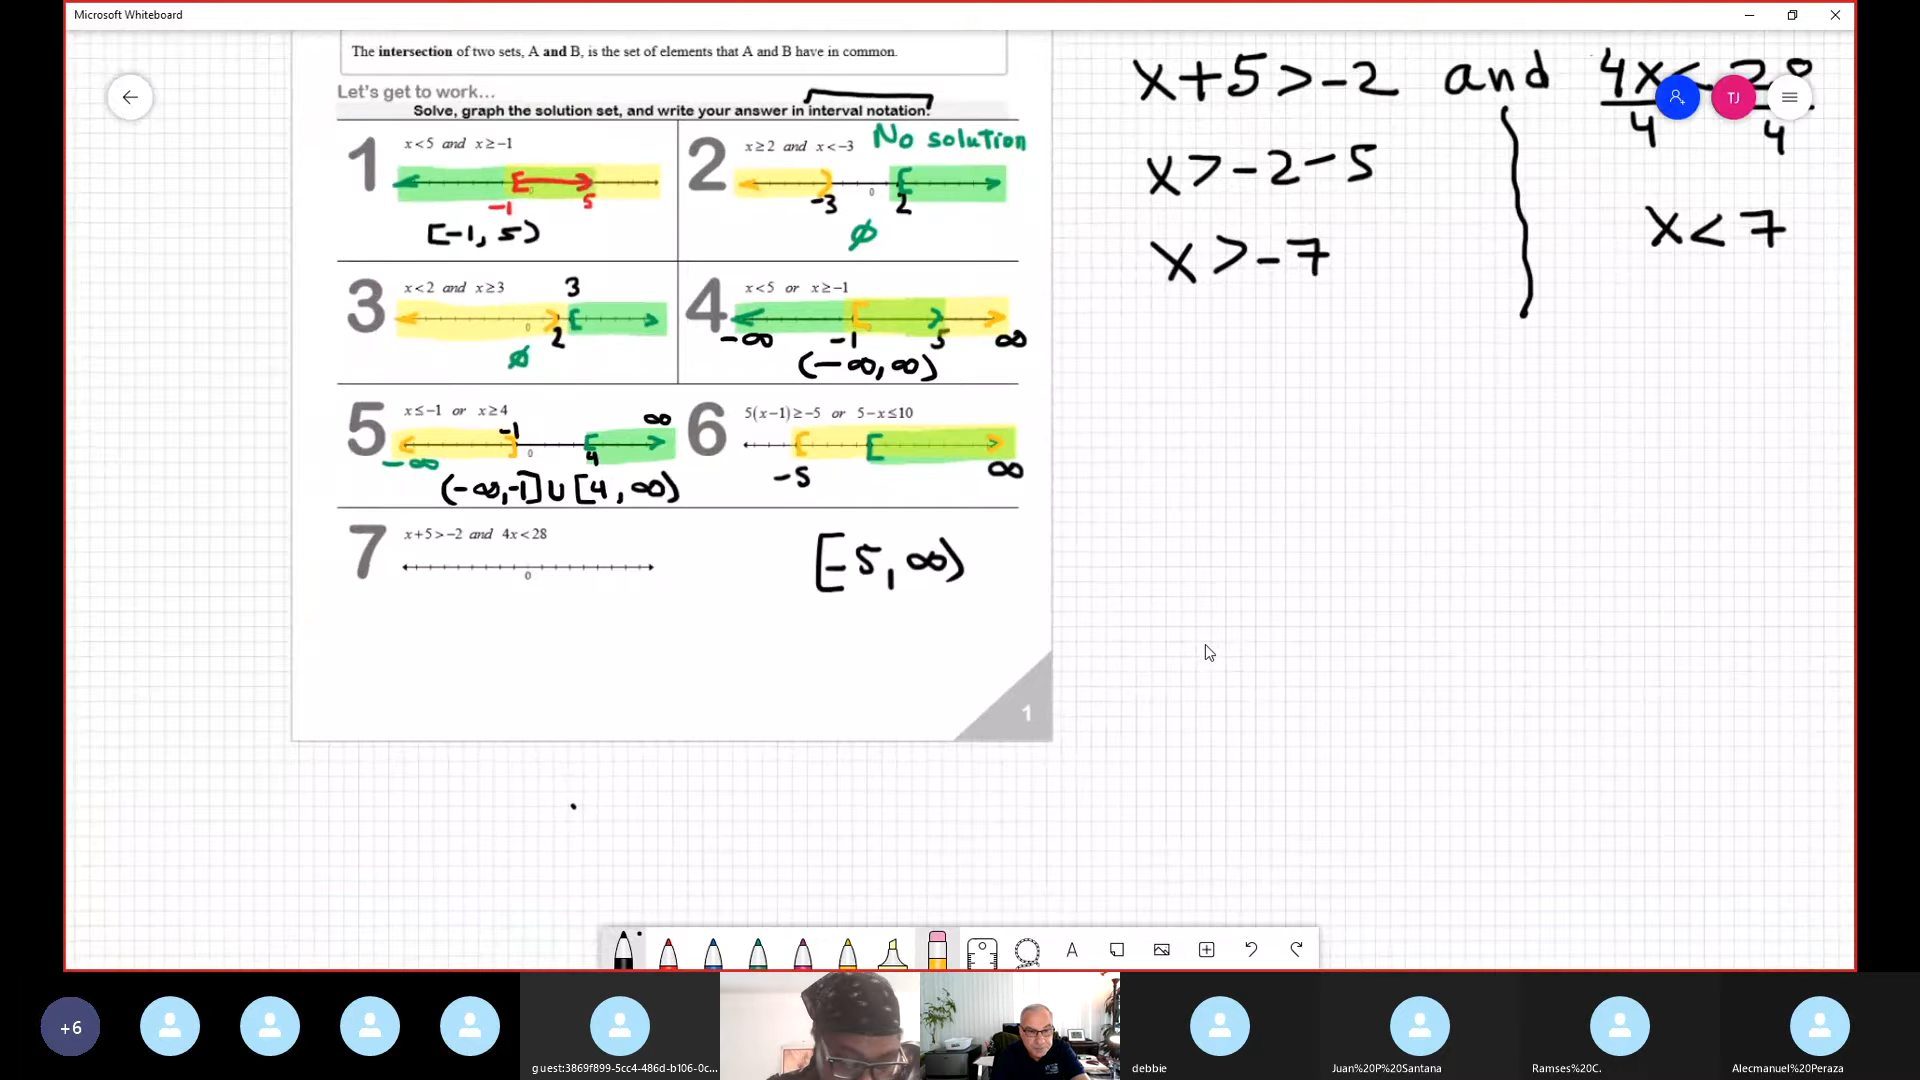 Microsoft Whiteboard
The intersection of two sets, A and B, is the set of elements that A and B have in common.
Let's get to work...
Solve, graph the solution set, and write your answer in interval notation.
1
x<5 and x≥−1
-1
5
[-1, 5)
2
x≥2 and x<−3
No solution
-3
0
2
∅
3
x<2 and x≥3
3
0
2
∅
4
x<5 or x≥−1
-∞
-1
5
∞
(-∞, ∞)
5
x≤−1 or x≥4
-1
∞
0
4
-∞
(-∞,-1]∪[4, ∞)
6
5(x−1)≥−5 or 5−x≤10
-5
∞
[-5, ∞)
7
x+5>−2 and 4x<28
0
1
x+5>-2 and 4x<28
4
4
x>-2-5
x>-7
x<7
TJ
A
+6
guest:3869f899-5cc4-486d-b106-0c...
debbie
Juan%20P%20Santana
Ramses%20C.
Alecmanuel%20Peraza